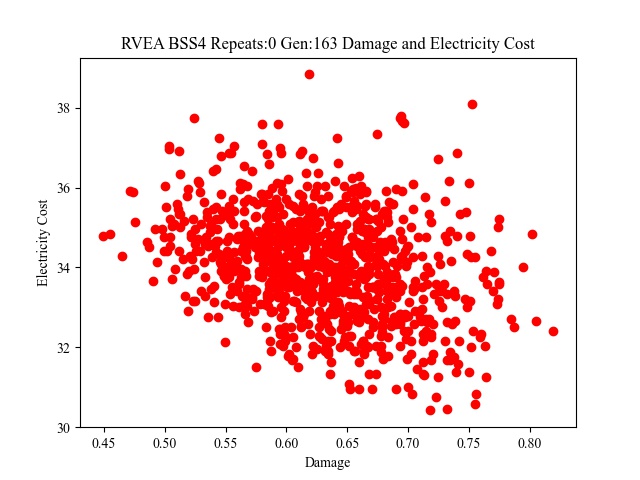 RVEA BSS4 Repeats:0 Gen:163 Damage and Electricity Cost
Electricity Cost
38
36
34
32
30
0.45 0.50 0.55 0.60 0.65 0.70 0.75 0.80
Damage